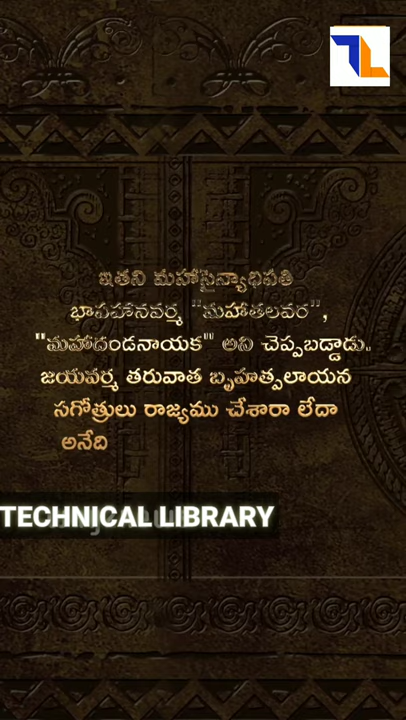 ఇతని మహాసైన్యాధిపతి
భాపహానవర్మ "మహాతలవర",
"మహాదండనాయక" అని చెప్పబడ్డాడు.
జయవర్మ తరువాత బృహత్పలాయన
సగోత్రులు రాజ్యము చేశారా లేదా
అనేది
TECHNICAL LIBRARY